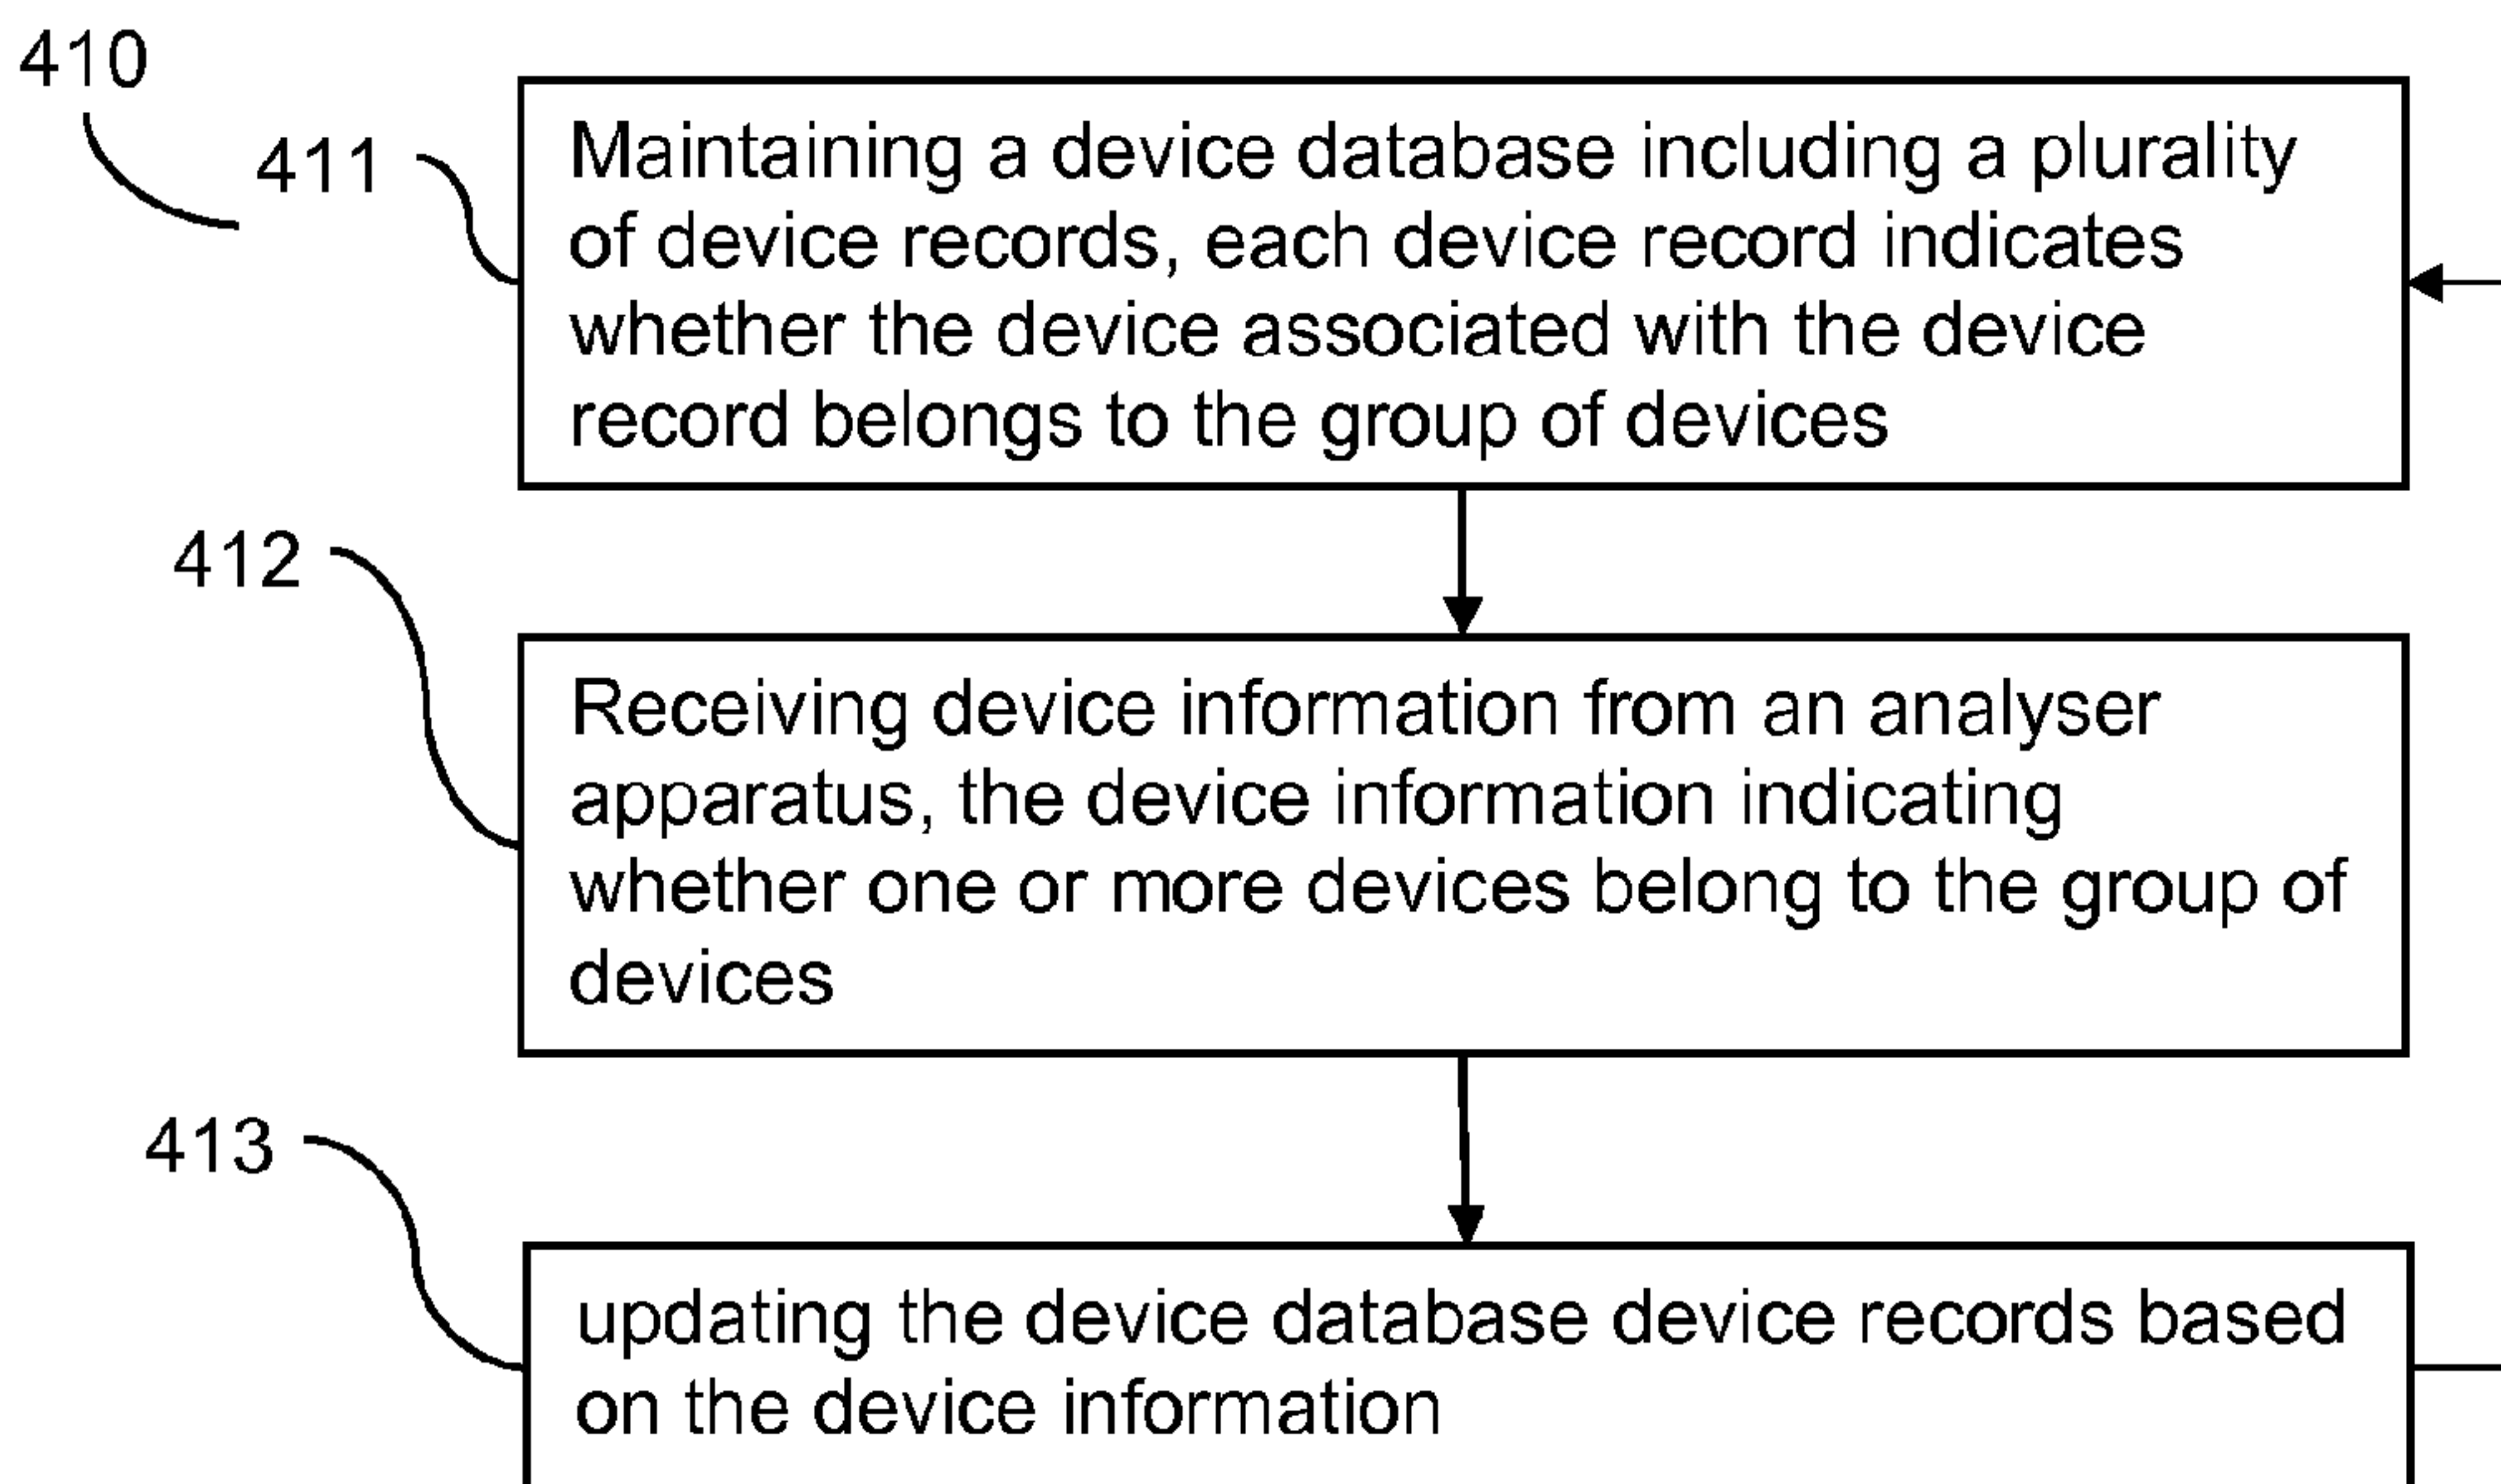 410
411
Maintaining a device database including a plurality
of device records, each device record indicates
whether the device associated with the device
record belongs to the group of devices
412
Receiving device information from an analyser
apparatus, the device information indicating
whether one or more devices belong to the group of
devices
413
updating the device database device records based
on the device information